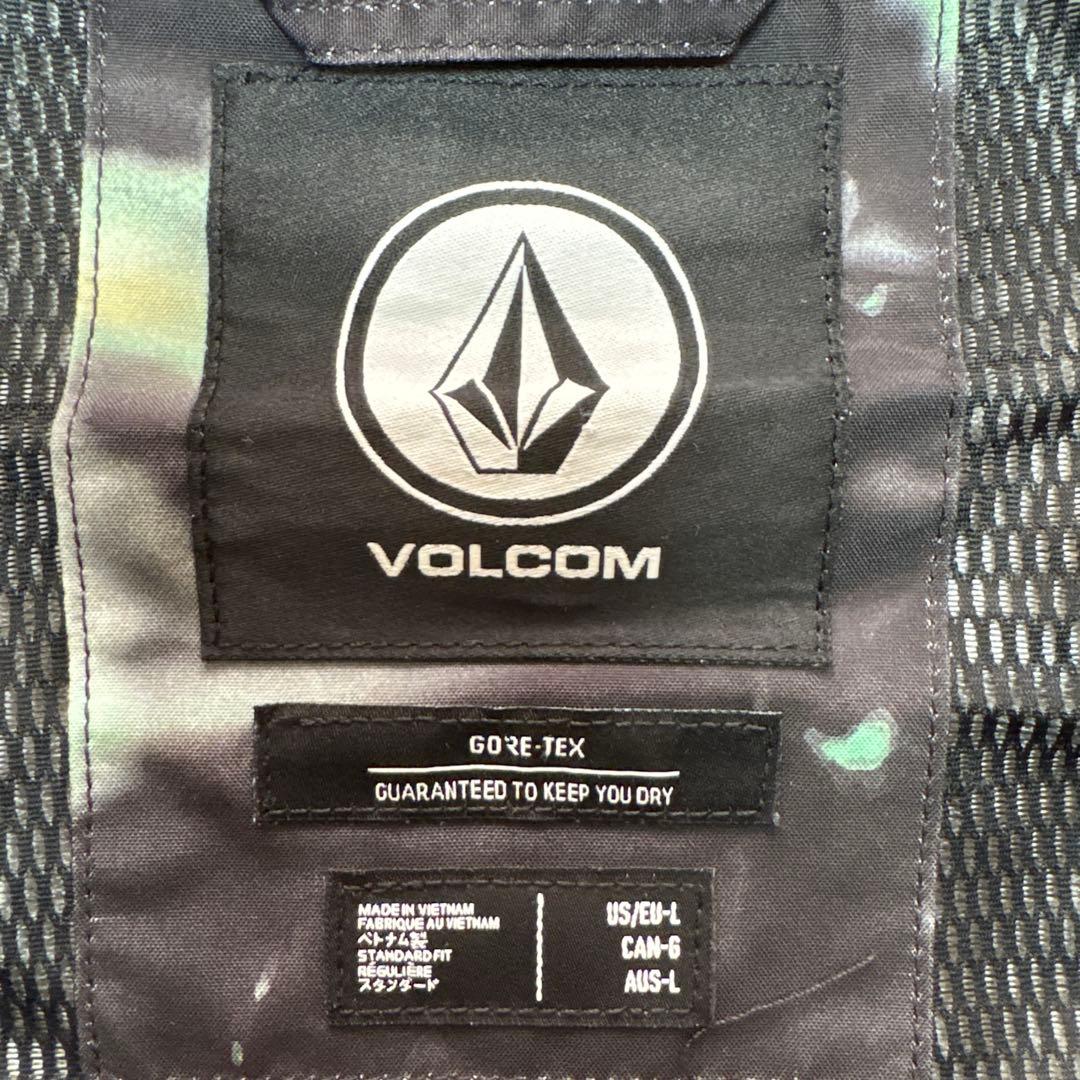 VOLCOM
GORE-TEX
GUARANTEED TO KEEP YOU DRY
MADE IN VIETNAM
FABRIQUE AU VIETNAM
ベトナム製
STANDARD FIT
RÉGULIÈRE
スタンダード
US/EU-L
CAN-G
AUS-L